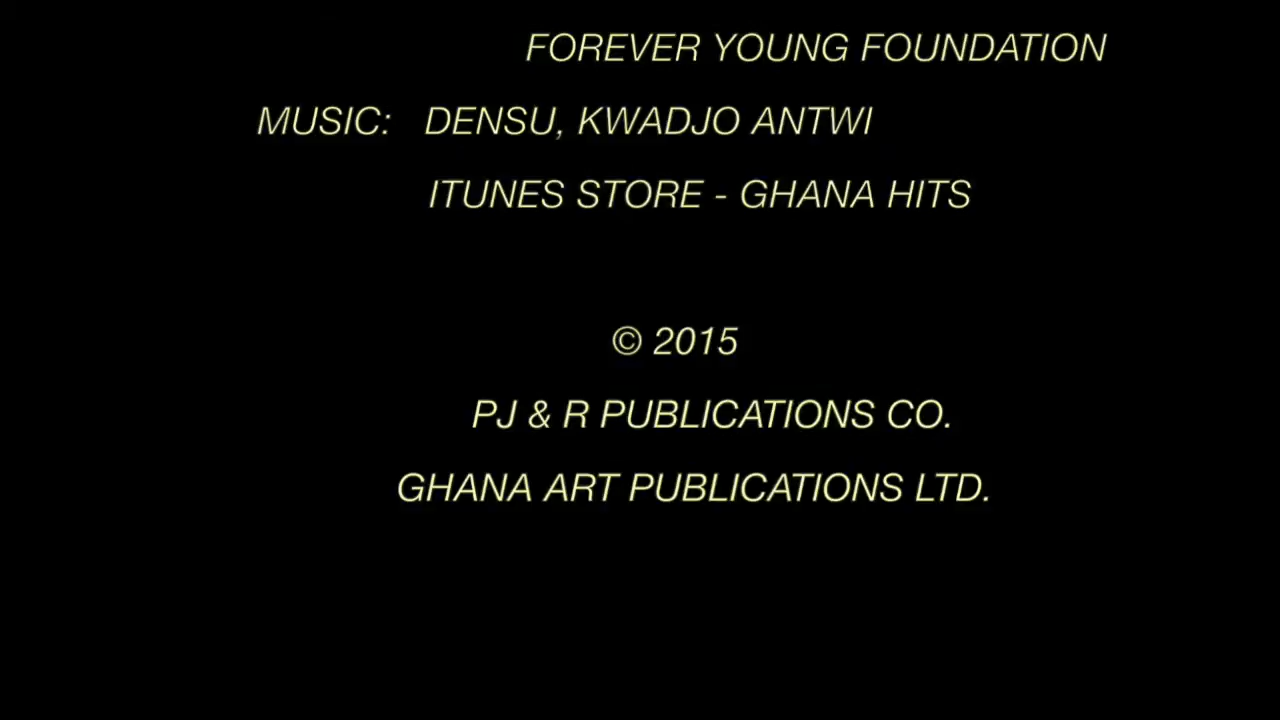 FOREVER YOUNG FOUNDATION
MUSIC: DENSU, KWADJO ANTWI
ITUNES STORE - GHANA HITS
© 2015
PJ & R PUBLICATIONS CO.
GHANA ART PUBLICATIONS LTD.